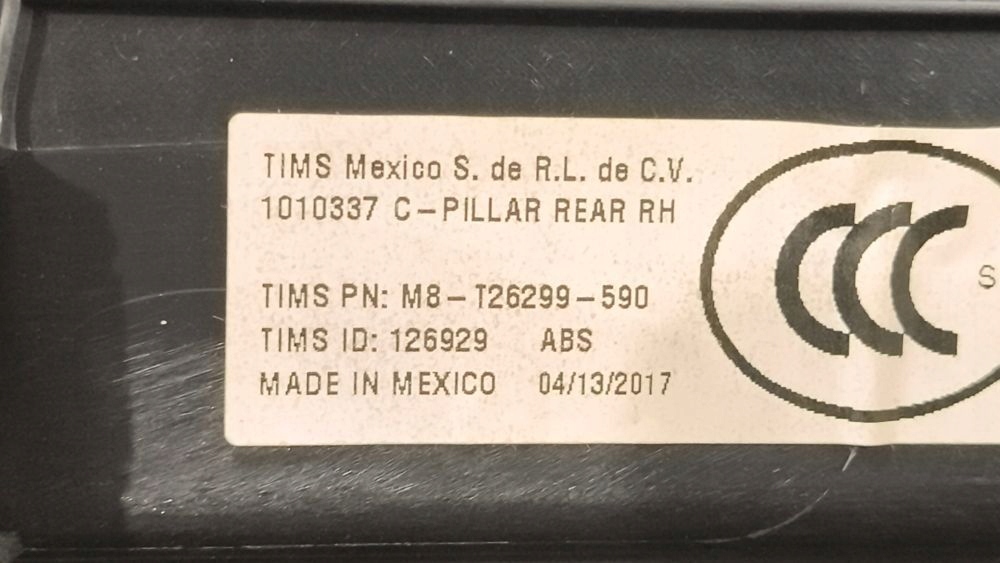 TIMS Mexico S. de R.L. de C.V.
1010337 C-PILLAR REAR RH
TIMS PN: M8-T26299-590
TIMS ID: 126929 ABS
MADE IN MEXICO 04/13/2017
CCC
S